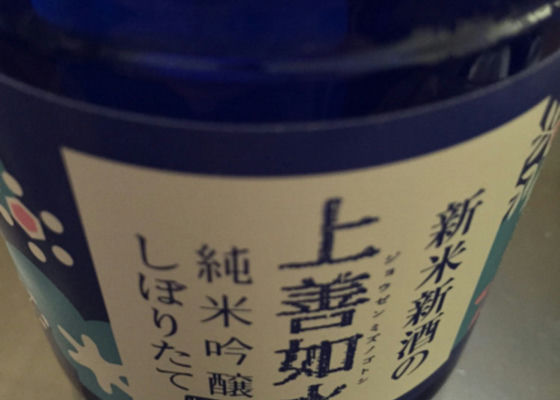 新米新酒の
上善如水
ジョウゼンミズノゴトシ
純米吟醸
しぼりたて